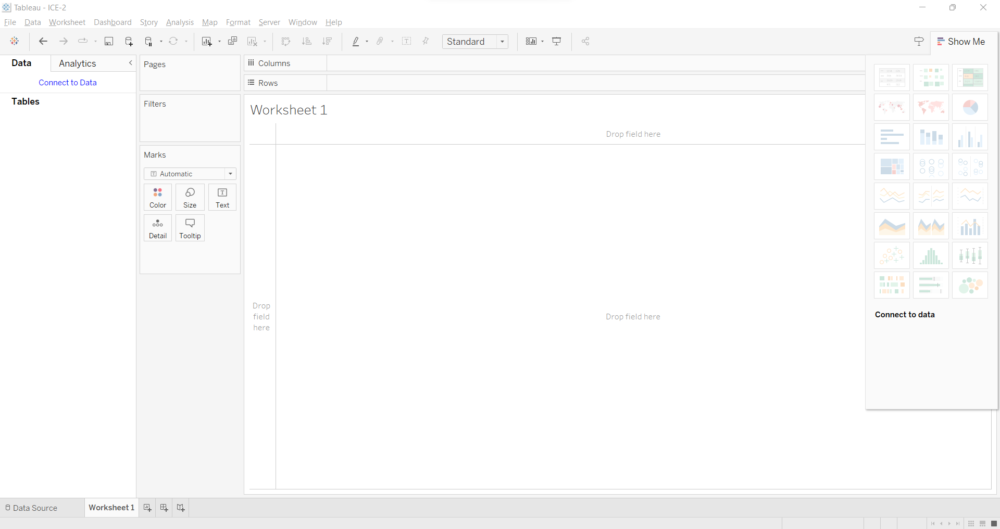 Tableau - ICE-2
File Data Worksheet Dashboard Story Analysis Map Format Server Window Help
Standard
Show Me
Data Analytics
Connect to Data
Tables
Pages
Filters
Marks
Automatic
Color Size Text
Detail Tooltip
Columns
Rows
Worksheet 1
Drop field here
Drop
field
here
Drop field here
Connect to data
Data Source Worksheet 1